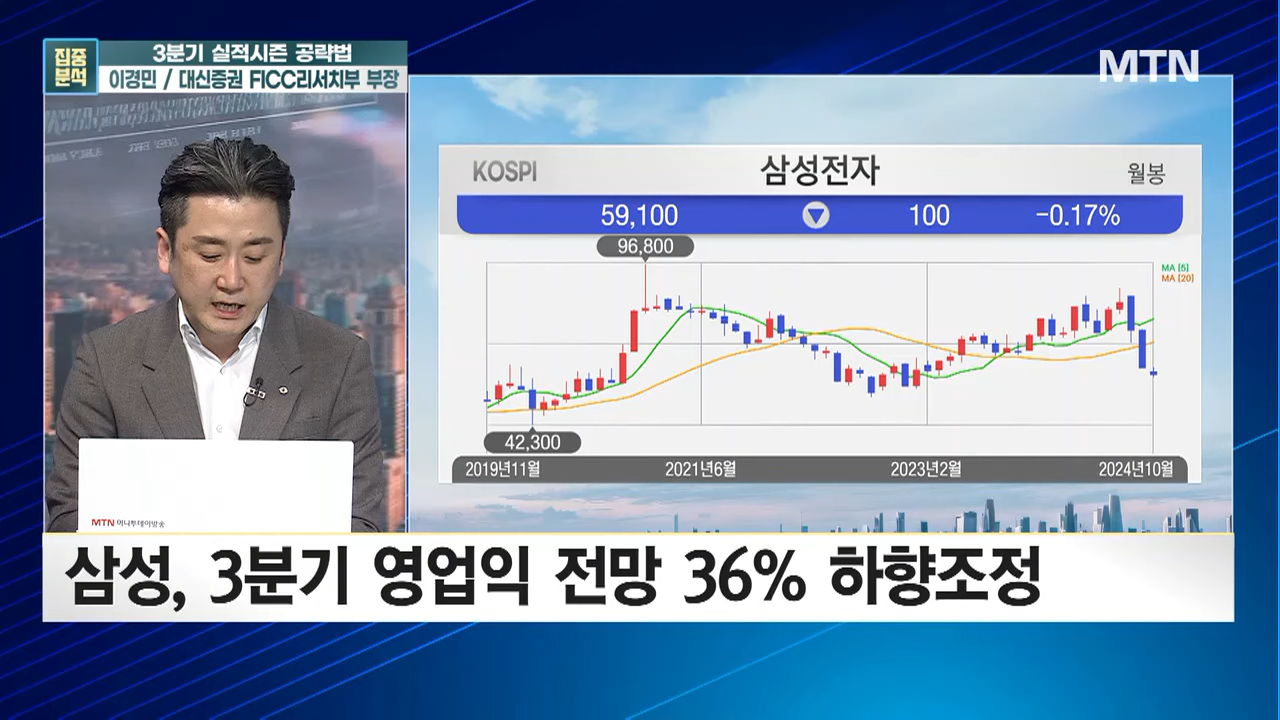 집중
분석
3분기 실적시즌 공략법
이경민 / 대신증권 FICC리서치부 부장
MTN
KOSPI
삼성전자
월봉
59,100 ▼ 100 -0.17%
96,800
MA [5]
MA [20]
42,300
2019년11월 2021년6월 2023년2월 2024년10월
MTN 머니투데이방송
삼성, 3분기 영업익 전망 36% 하향조정